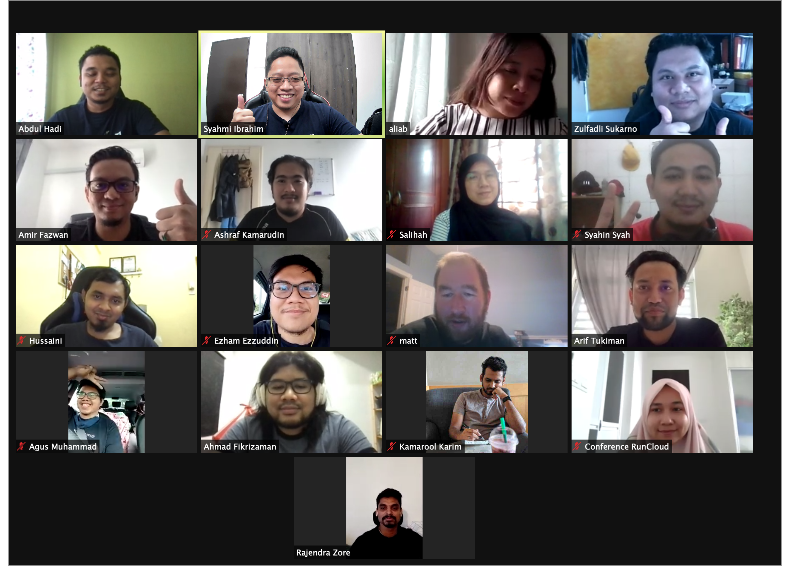 Abdul Hadi
Syahmi Ibrahim
aliab
Zulfadli Sukarno
Amir Fazwan
Ashraf Kamarudin
Salihah
Syahin Syah
Hussaini
Ezham Ezzuddin
matt
Arif Tukiman
Agus Muhammad
Ahmad Fikrizaman
Kamarool Karim
Conference RunCloud
Rajendra Zore